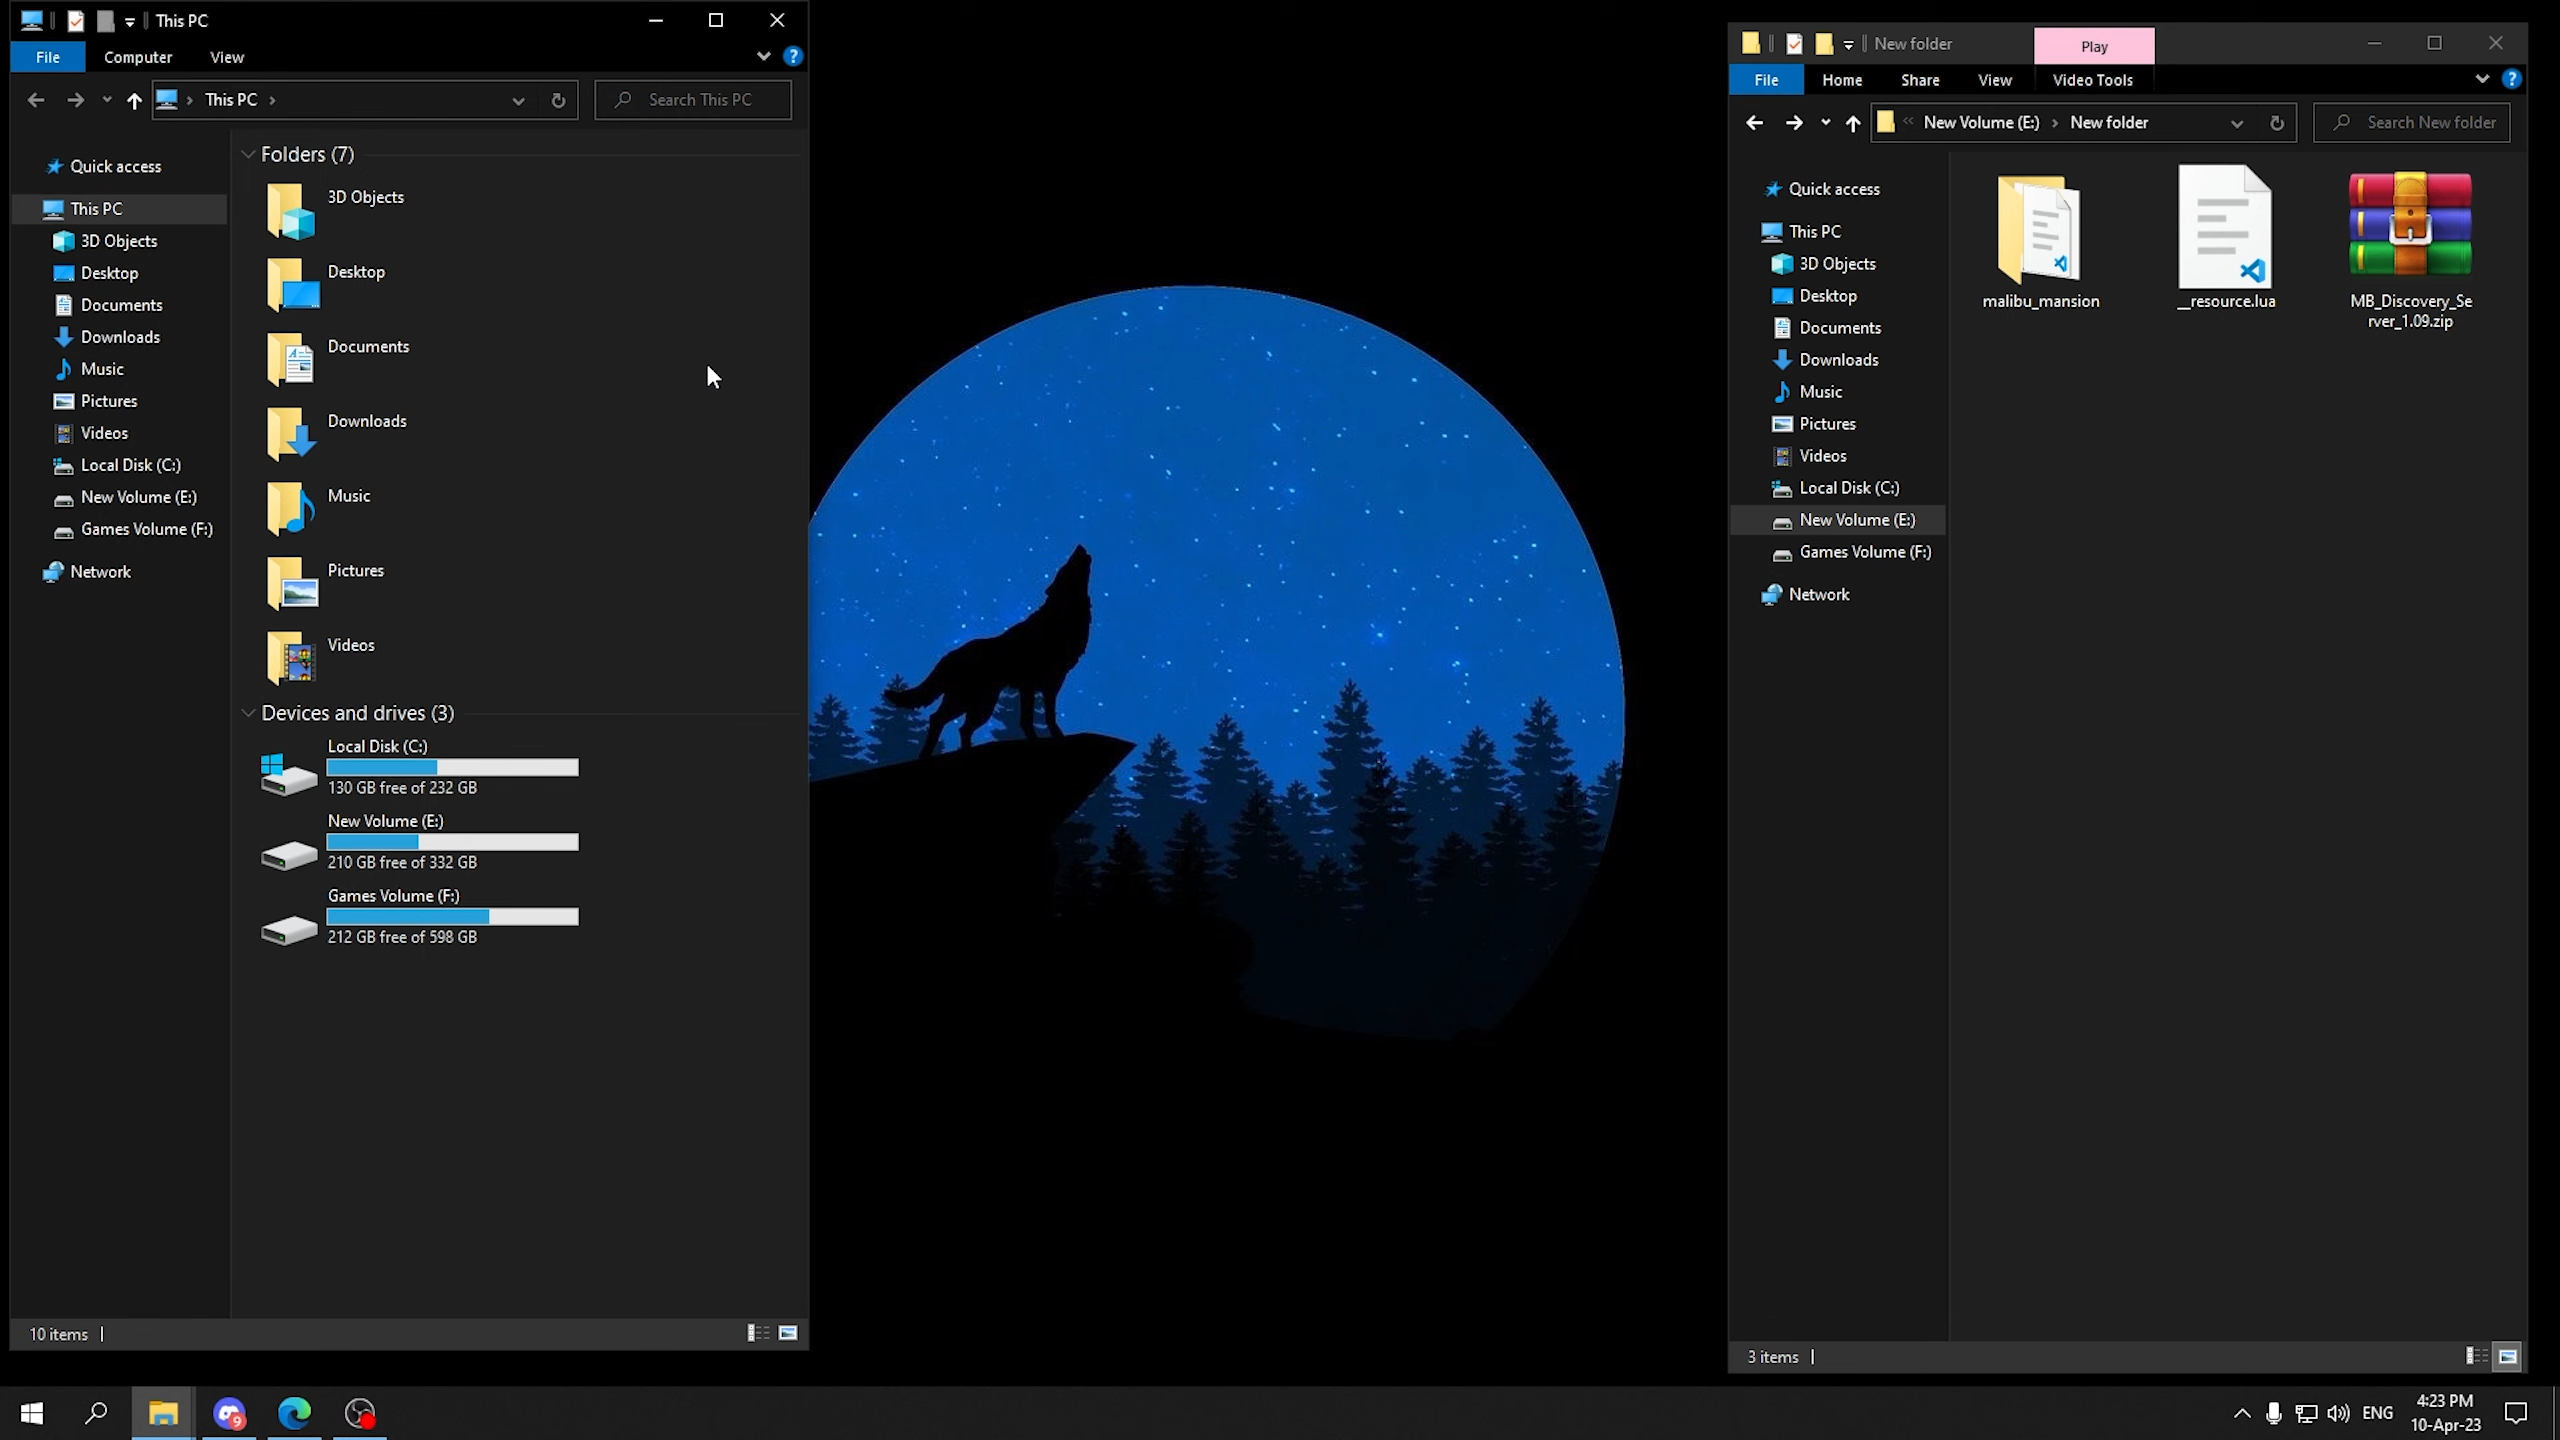 This PC
File Computer View
This PC
Search This PC
Quick access
This PC
3D Objects
Desktop
Documents
Downloads
Music
Pictures
Videos
Local Disk (C:)
New Volume (E:)
Games Volume (F:)
Network
Folders (7)
3D Objects
Desktop
Documents
Downloads
Music
Pictures
Videos
Devices and drives (3)
Local Disk (C:)
130 GB free of 232 GB
New Volume (E:)
210 GB free of 332 GB
Games Volume (F:)
212 GB free of 598 GB
10 items
New folder Play
File Home Share View Video Tools
« New Volume (E:) New folder
Search New folder
Quick access
This PC
3D Objects
Desktop
Documents
Downloads
Music
Pictures
Videos
Local Disk (C:)
New Volume (E:)
Games Volume (F:)
Network
malibu_mansion
__resource.lua
MB_Discovery_Se
rver_1.09.zip
3 items
9
ENG
4:23 PM
10-Apr-23